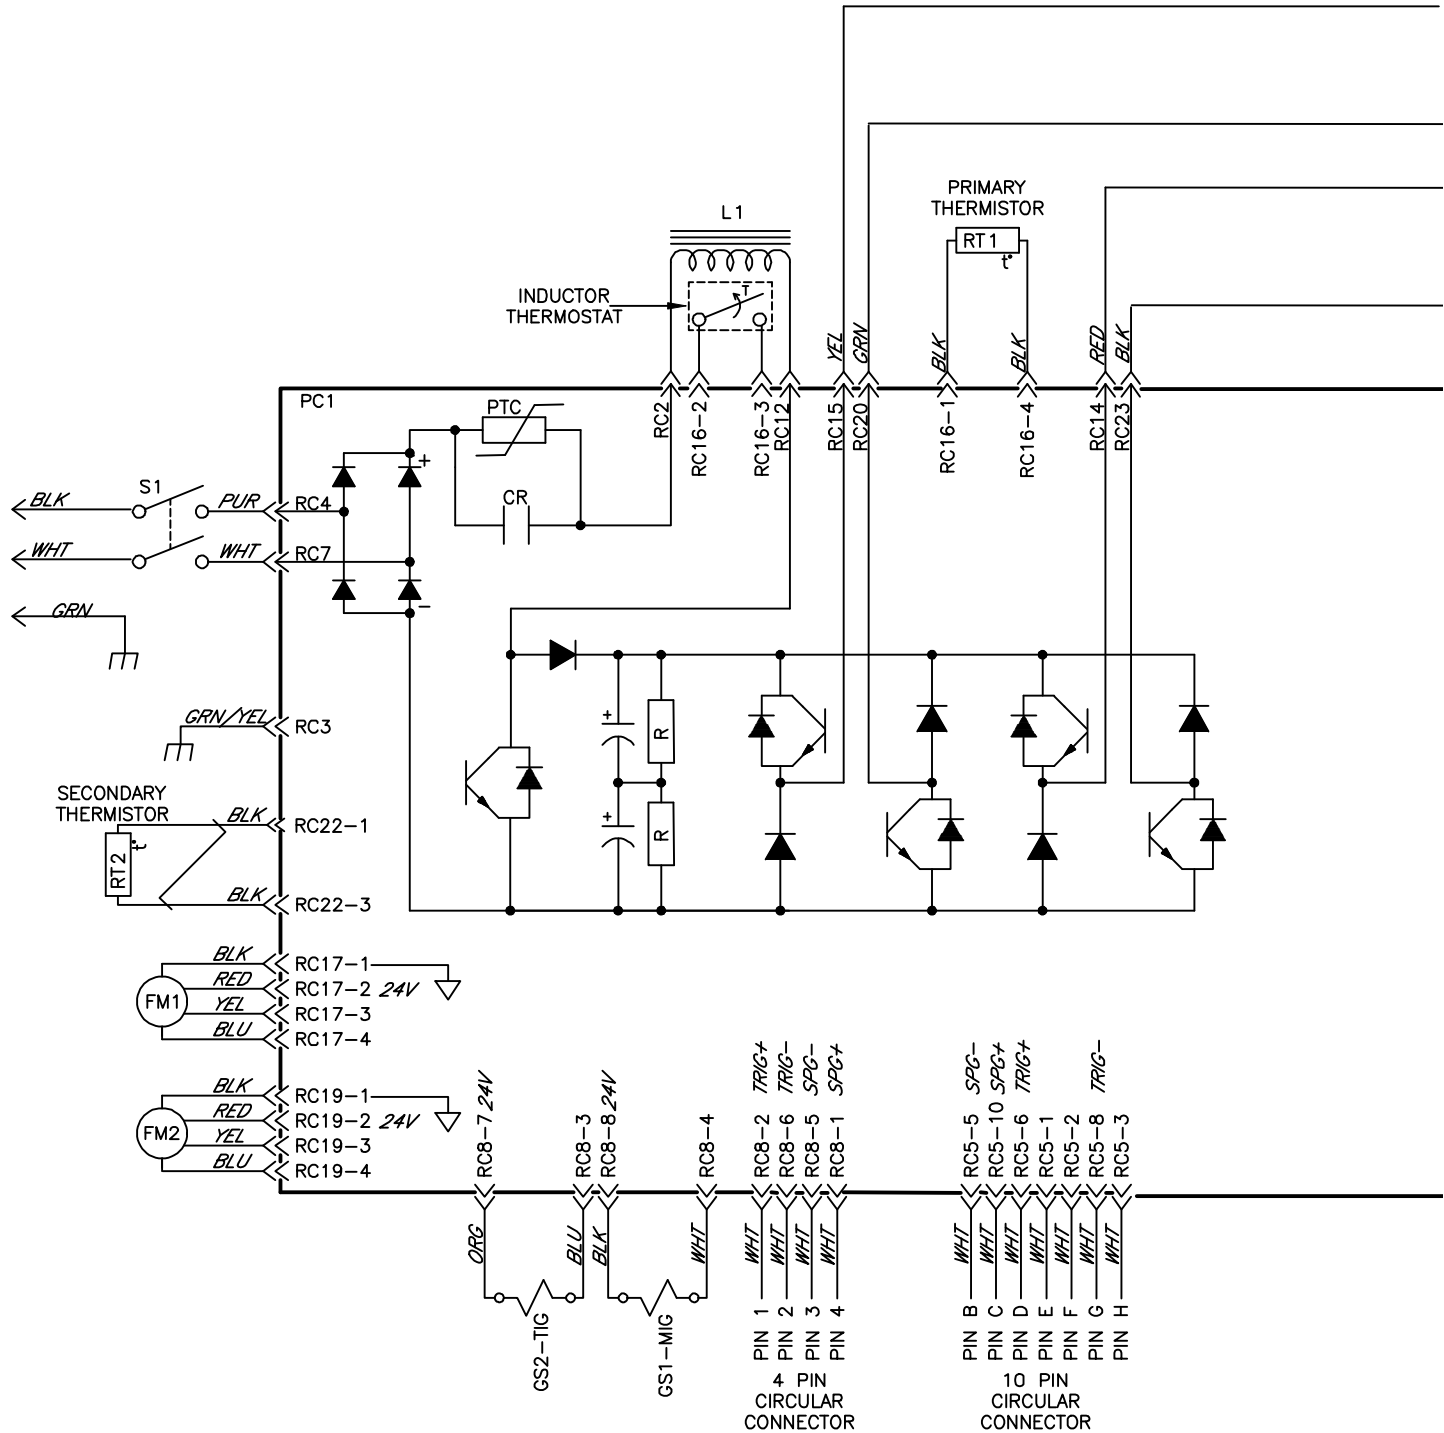 PRIMARY
THERMISTOR
RT1
t°
L1
T
INDUCTOR
THERMOSTAT
YEL
GRN
BLK
BLK
RED
BLK
PC1
RC2
RC16-2
RC16-3
RC12
RC15
RC20
RC16-1
RC16-4
RC14
RC23
PTC
CR
+
-
S1
BLK
PUR
RC4
WHT
WHT
RC7
GRN
GRN/YEL
RC3
+
R
+
R
SECONDARY
THERMISTOR
RT2
t°
BLK
RC22-1
BLK
RC22-3
FM1
BLK
RC17-1
RED
RC17-2 24V
YEL
RC17-3
BLU
RC17-4
FM2
BLK
RC19-1
RED
RC19-2 24V
YEL
RC19-3
BLU
RC19-4
RC8-7 24V
RC8-3
RC8-8 24V
RC8-4
RC8-2 TRIG+
RC8-6 TRIG-
RC8-5 SPG-
RC8-1 SPG+
RC5-5 SPG-
RC5-10 SPG+
RC5-6 TRIG+
RC5-1
RC5-2
RC5-8 TRIG-
RC5-3
ORG
BLU
BLK
WHT
WHT
WHT
WHT
WHT
WHT
WHT
WHT
WHT
WHT
WHT
WHT
GS2-TIG
GS1-MIG
PIN 1
PIN 2
PIN 3
PIN 4
PIN B
PIN C
PIN D
PIN E
PIN F
PIN G
PIN H
4 PIN
CIRCULAR
CONNECTOR
10 PIN
CIRCULAR
CONNECTOR